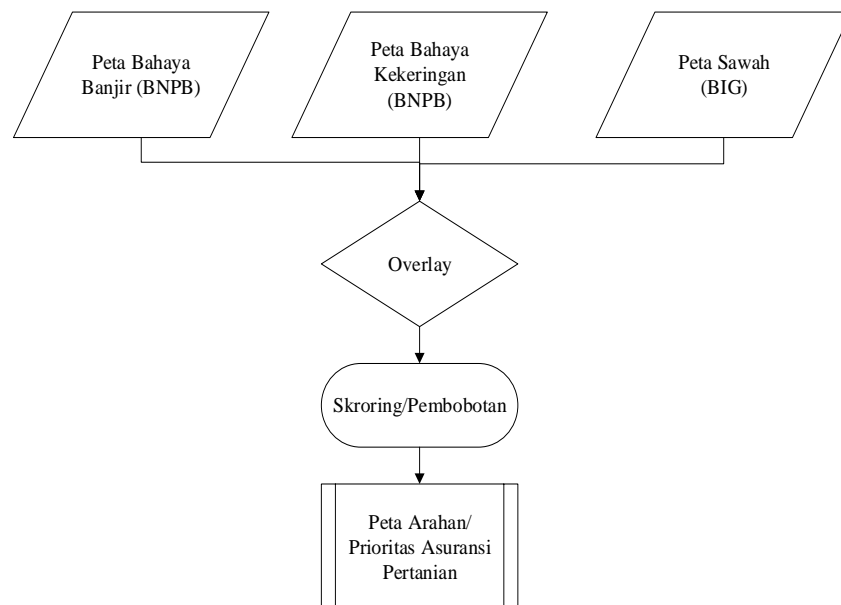 Peta Bahaya
Banjir (BNPB)
Peta Bahaya
Kekeringan
(BNPB)
Peta Sawah
(BIG)
Overlay
Skroring/Pembobotan
Peta Arahan/
Prioritas Asuransi
Pertanian